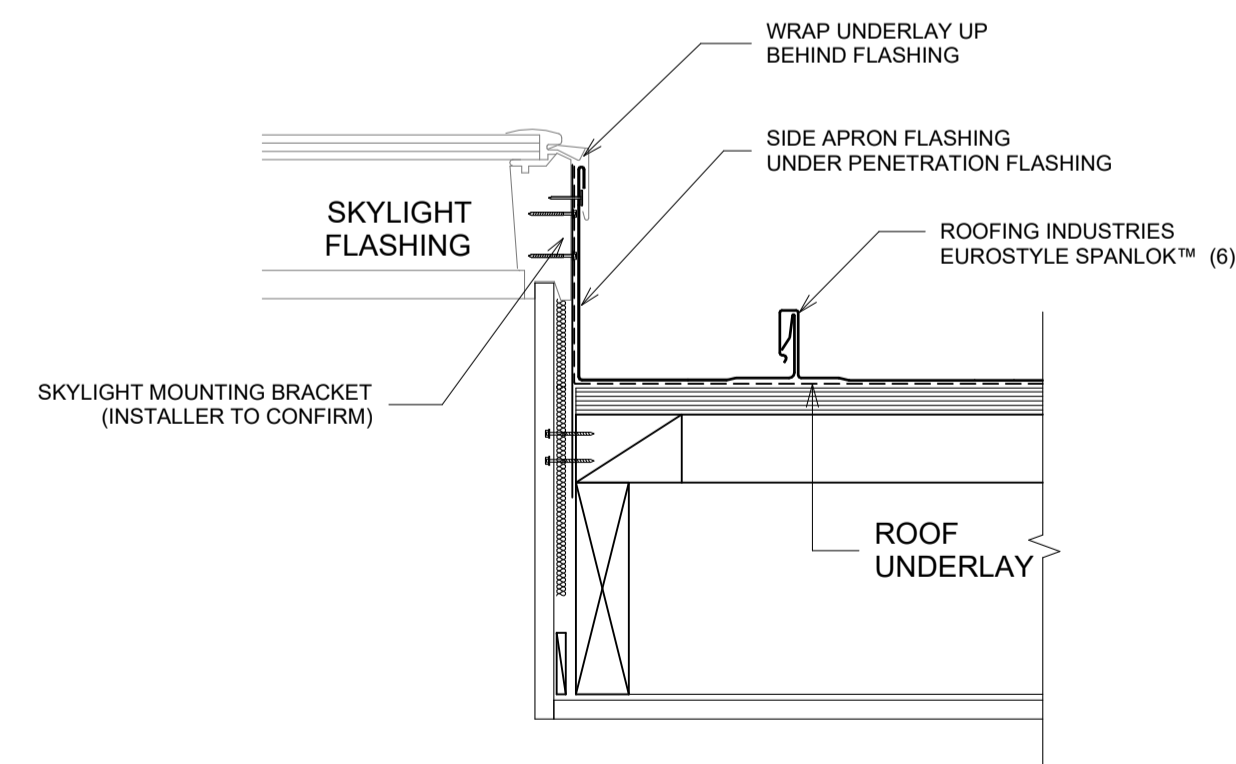 WRAP UNDERLAY UP
BEHIND FLASHING
SIDE APRON FLASHING
UNDER PENETRATION FLASHING
SKYLIGHT
FLASHING
ROOFING INDUSTRIES
EUROSTYLE SPANLOK™ (6)
SKYLIGHT MOUNTING BRACKET
(INSTALLER TO CONFIRM)
ROOF
UNDERLAY